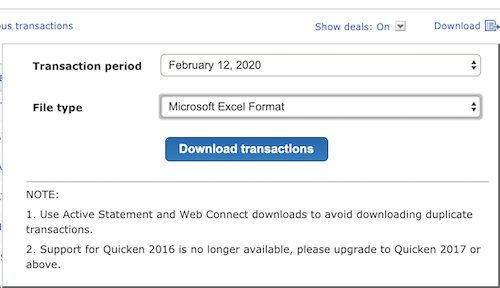 us transactions Show deals: On Download
Transaction period February 12, 2020
File type Microsoft Excel Format
Download transactions
NOTE:
1. Use Active Statement and Web Connect downloads to avoid downloading duplicate
transactions.
2. Support for Quicken 2016 is no longer available, please upgrade to Quicken 2017 or
above.